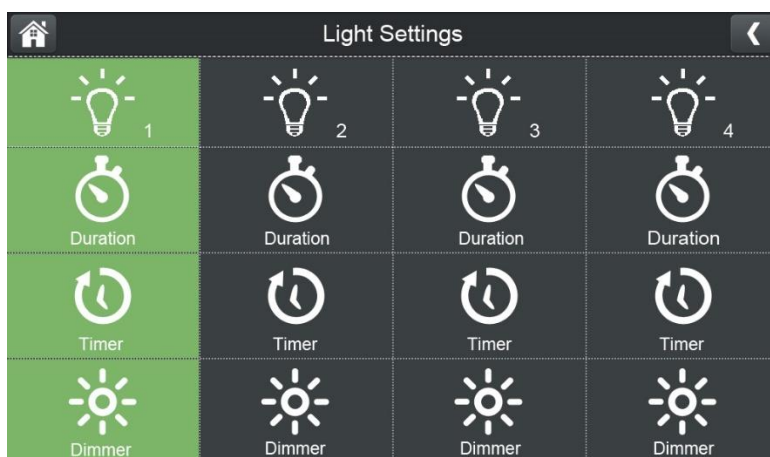 Light Settings
1 2 3 4
Duration Duration Duration Duration
Timer Timer Timer Timer
Dimmer Dimmer Dimmer Dimmer